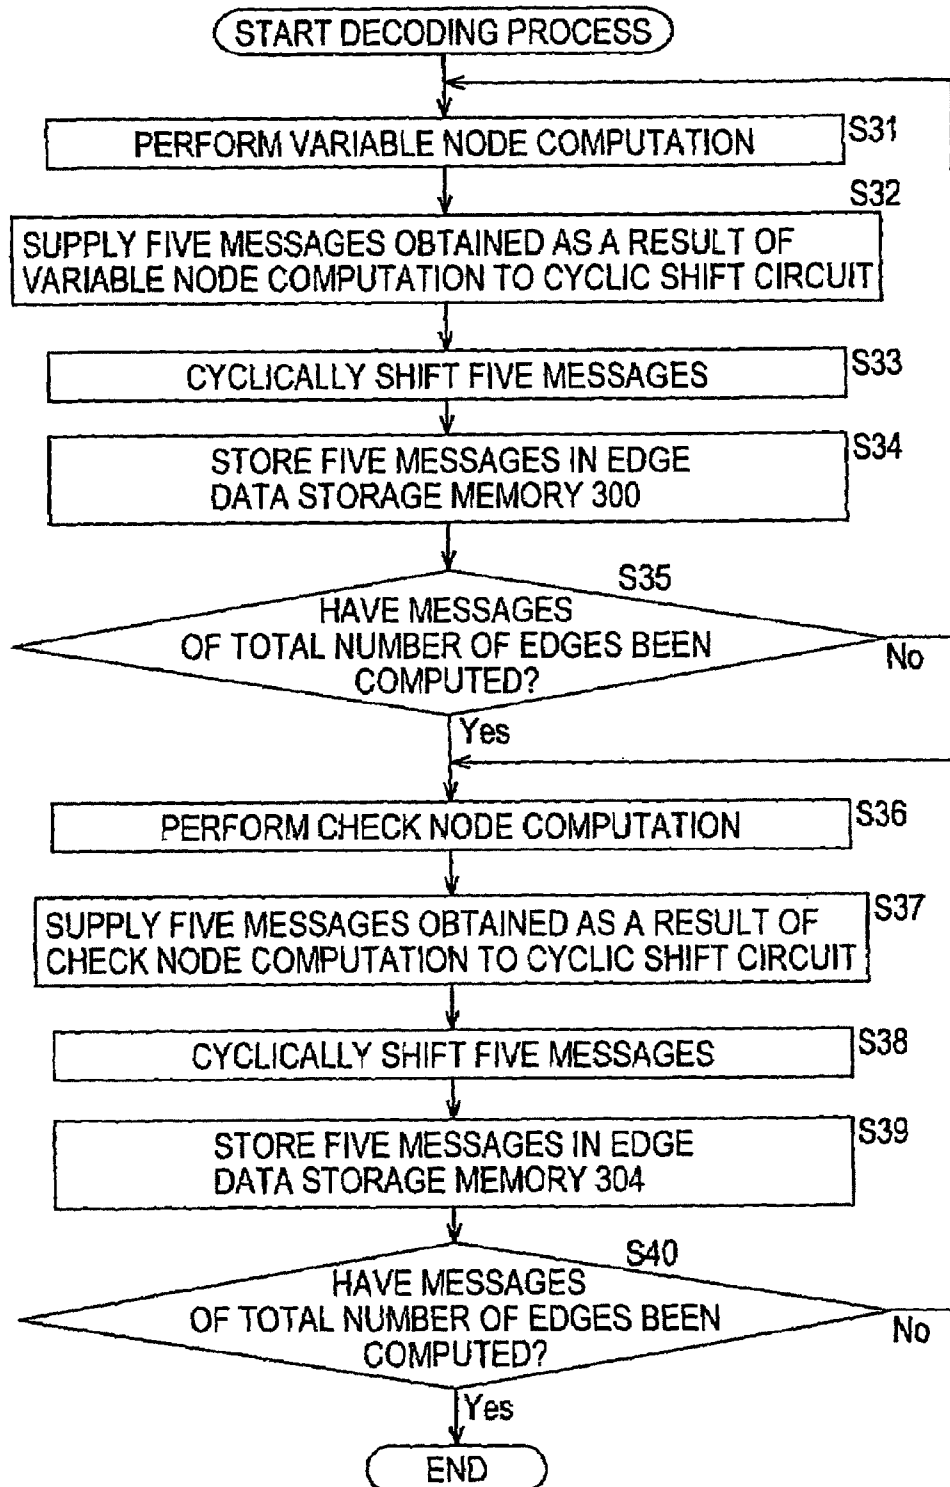 START DECODING PROCESS
PERFORM VARIABLE NODE COMPUTATION
S31
S32
SUPPLY FIVE MESSAGES OBTAINED AS A RESULT OF
VARIABLE NODE COMPUTATION TO CYCLIC SHIFT CIRCUIT
CYCLICALLY SHIFT FIVE MESSAGES
S33
STORE FIVE MESSAGES IN EDGE
DATA STORAGE MEMORY 300
S34
S35
HAVE MESSAGES
OF TOTAL NUMBER OF EDGES BEEN
COMPUTED?
No
Yes
PERFORM CHECK NODE COMPUTATION
S36
SUPPLY FIVE MESSAGES OBTAINED AS A RESULT OF
CHECK NODE COMPUTATION TO CYCLIC SHIFT CIRCUIT
S37
CYCLICALLY SHIFT FIVE MESSAGES
S38
STORE FIVE MESSAGES IN EDGE
DATA STORAGE MEMORY 304
S39
S40
HAVE MESSAGES
OF TOTAL NUMBER OF EDGES BEEN
COMPUTED?
No
Yes
END